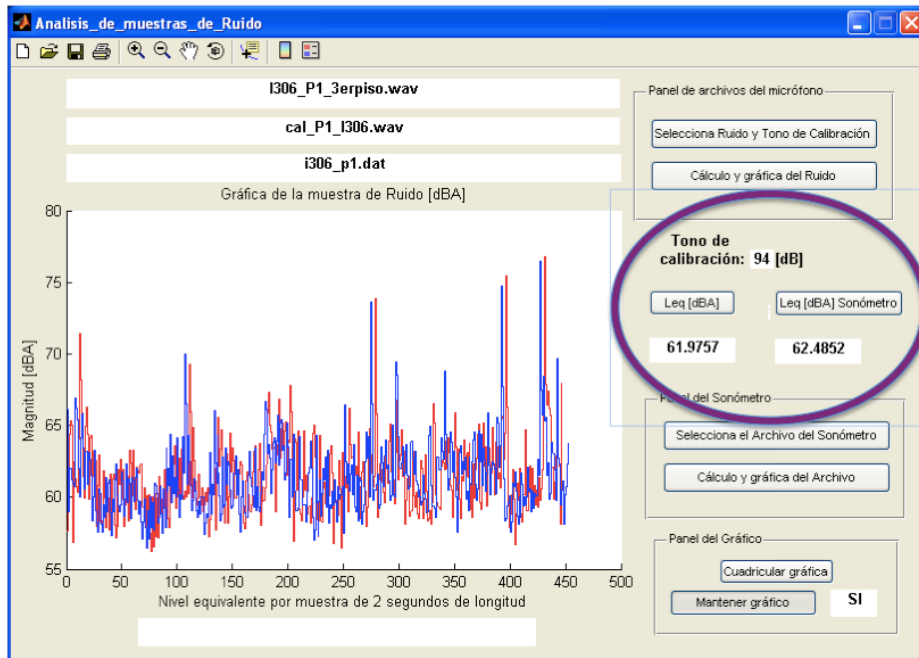 Analisis_de_muestras_de_Ruido
I306_P1_3erpiso.wav
cal_P1_I306.wav
i306_p1.dat
Gráfica de la muestra de Ruido [dBA]
80
75
70
65
60
55
Magnitud [dBA]
0 50 100 150 200 250 300 350 400 450 500
Nivel equivalente por muestra de 2 segundos de longitud
Panel de archivos del micrófono
Selecciona Ruido y Tono de Calibración
Cálculo y gráfica del Ruido
Tono de
calibración: 94 [dB]
Leq [dBA] Leq [dBA] Sonómetro
61.9757 62.4852
Panel del Sonómetro
Selecciona el Archivo del Sonómetro
Cálculo y gráfica del Archivo
Panel del Gráfico
Cuadricular gráfica
Mantener gráfico SI